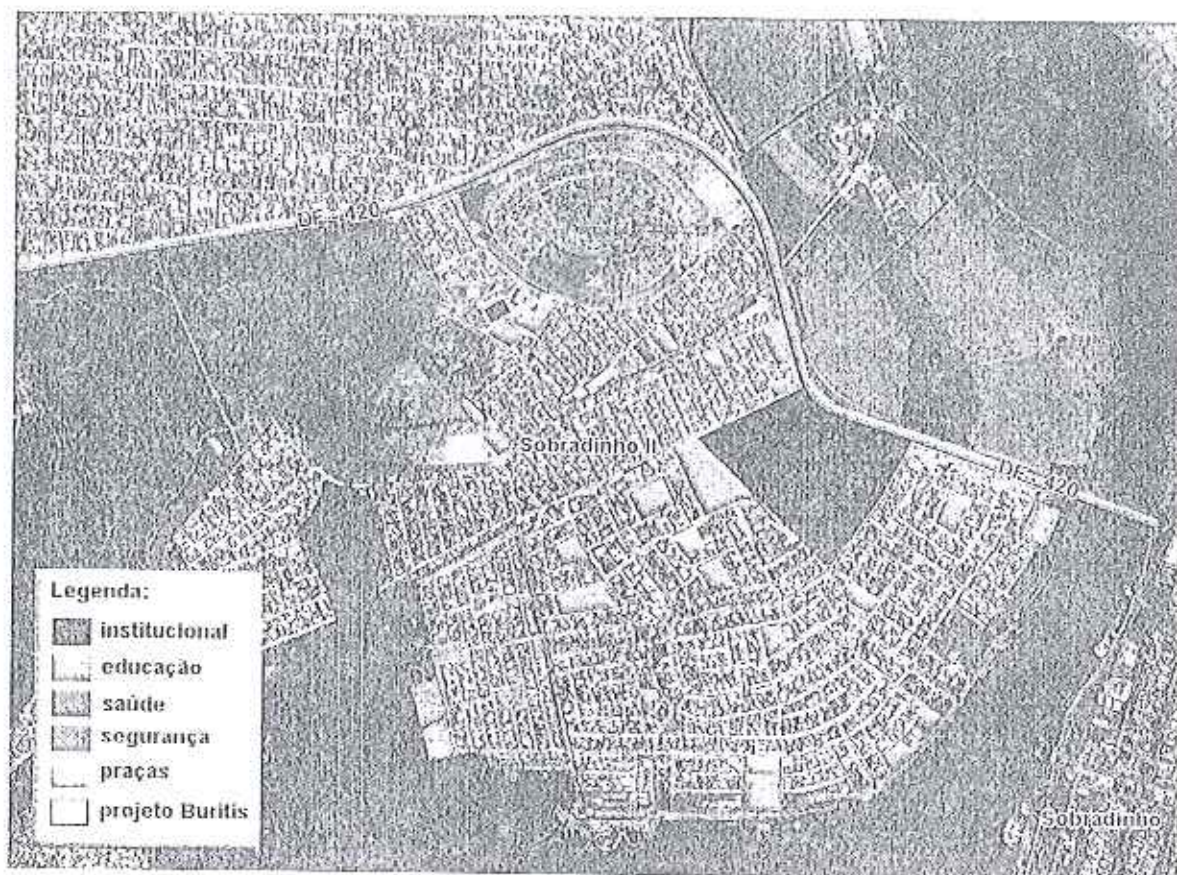 DF-420
Sobradinho II
DF-420
Legenda:
institucional
educação
saúde
segurança
praças
projeto Buritis
Sobradinho